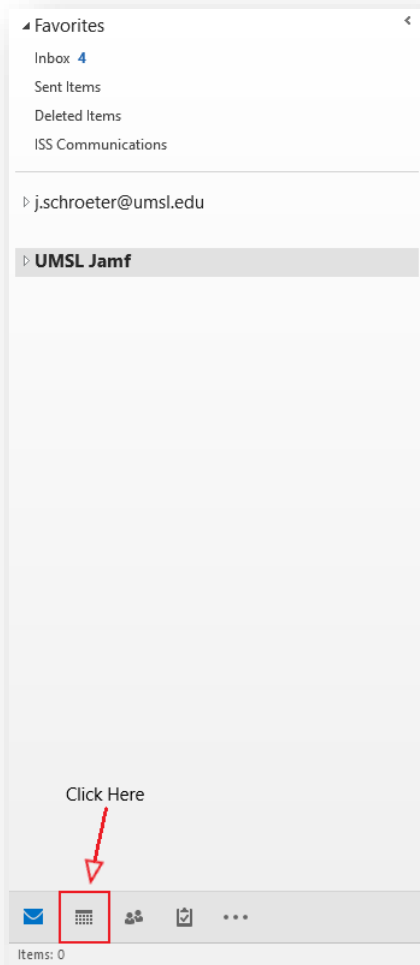 Favorites
Inbox 4
Sent Items
Deleted Items
ISS Communications
j.schroeter@umsl.edu
UMSL Jamf
Click Here
Items: 0